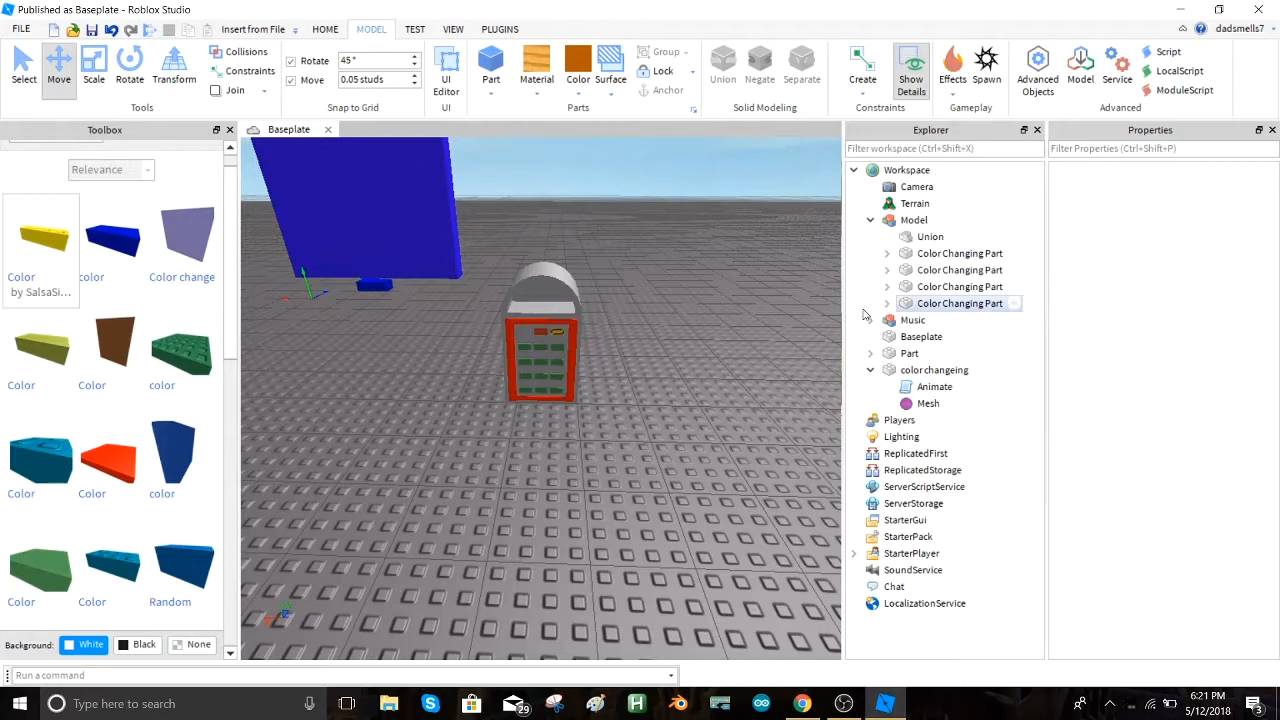 Published as Baseplate - Roblox Studio
FILE Insert from File HOME MODEL TEST VIEW PLUGINS dadsmells7
Select Move Scale Rotate Transform Collisions Constraints Join
Tools
Rotate 45°
Move 0.05 studs
Snap to Grid
UI Editor
UI
Part Material Color Surface Group Lock Anchor
Parts
Union Negate Separate
Solid Modeling
Create Show Details
Constraints
Effects Spawn
Gameplay
Advanced Objects Model Service Script LocalScript ModuleScript
Advanced
Toolbox
Relevance
Color color Color change
by SalsaSi...
Color Color color
Color Color color
Color Color Random
Background: White Black None
Baseplate
Explorer
Filter workspace (Ctrl+Shift+X)
Workspace
Camera
Terrain
Model
Union
Color Changing Part
Color Changing Part
Color Changing Part
Color Changing Part
Music
Baseplate
Part
color changeing
Animate
Mesh
Players
Lighting
ReplicatedFirst
ReplicatedStorage
ServerScriptService
ServerStorage
StarterGui
StarterPack
StarterPlayer
SoundService
Chat
LocalizationService
Properties
Filter Properties (Ctrl+Shift+P)
Run a command
Type here to search
29
6:21 PM
5/12/2018
3